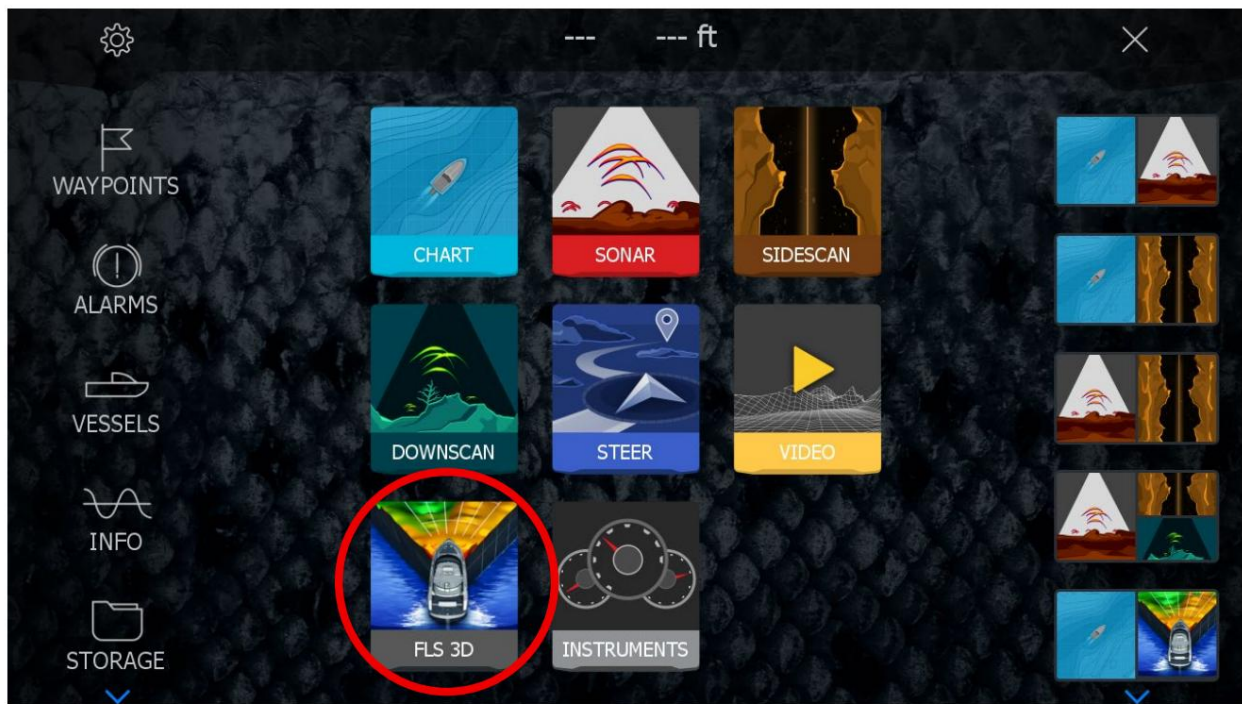 --- --- ft
WAYPOINTS
ALARMS
VESSELS
INFO
STORAGE
CHART
SONAR
SIDESCAN
DOWNSCAN
STEER
VIDEO
FLS 3D
INSTRUMENTS